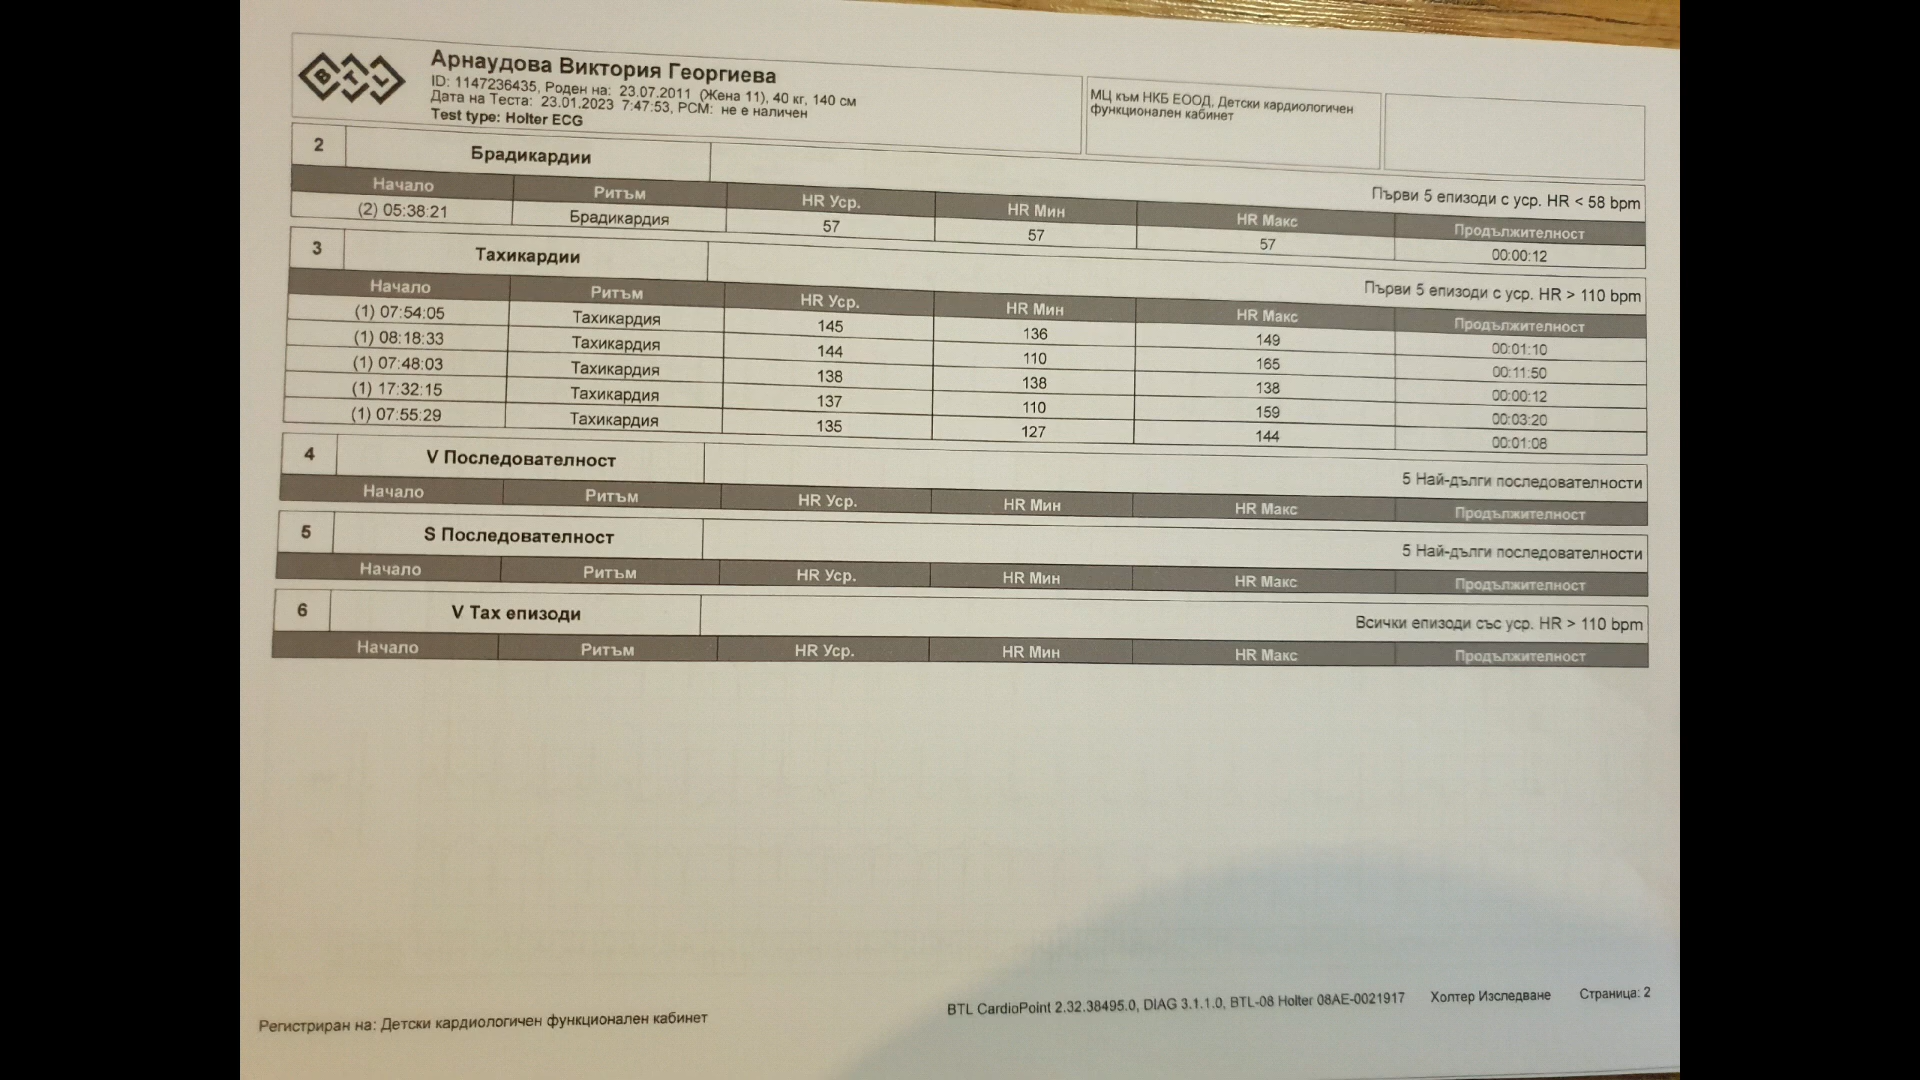 BTL
Арнаудова Виктория Георгиева
ID: 1147236435, Роден на: 23.07.2011 (Жена 11), 40 кг, 140 см
Дата на Теста: 23.01.2023 7:47:53, РСМ: не е наличен
Test type: Holter ECG
МЦ към НКБ ЕООД, Детски кардиологичен
функционален кабинет
2 Брадикардии
Първи 5 епизоди с уср. HR < 58 bpm
Начало Ритъм HR Уср. HR Мин HR Макс Продължителност
(2) 05:38:21 Брадикардия 57 57 57 00:00:12
3 Тахикардии
Първи 5 епизоди с уср. HR > 110 bpm
Начало Ритъм HR Уср. HR Мин HR Макс Продължителност
(1) 07:54:05 Тахикардия 145 136 149 00:01:10
(1) 08:18:33 Тахикардия 144 110 165 00:11:50
(1) 07:48:03 Тахикардия 138 138 138 00:00:12
(1) 17:32:15 Тахикардия 137 110 159 00:03:20
(1) 07:55:29 Тахикардия 135 127 144 00:01:08
4 V Последователност
5 Най-дълги последователности
Начало Ритъм HR Уср. HR Мин HR Макс Продължителност
5 S Последователност
5 Най-дълги последователности
Начало Ритъм HR Уср. HR Мин HR Макс Продължителност
6 V Тах епизоди
Всички епизоди със уср. HR > 110 bpm
Начало Ритъм HR Уср. HR Мин HR Макс Продължителност
Регистриран на: Детски кардиологичен функционален кабинет
BTL CardioPoint 2.32.38495.0, DIAG 3.1.1.0, BTL-08 Holter 08AE-0021917 Холтер Изследване Страница: 2